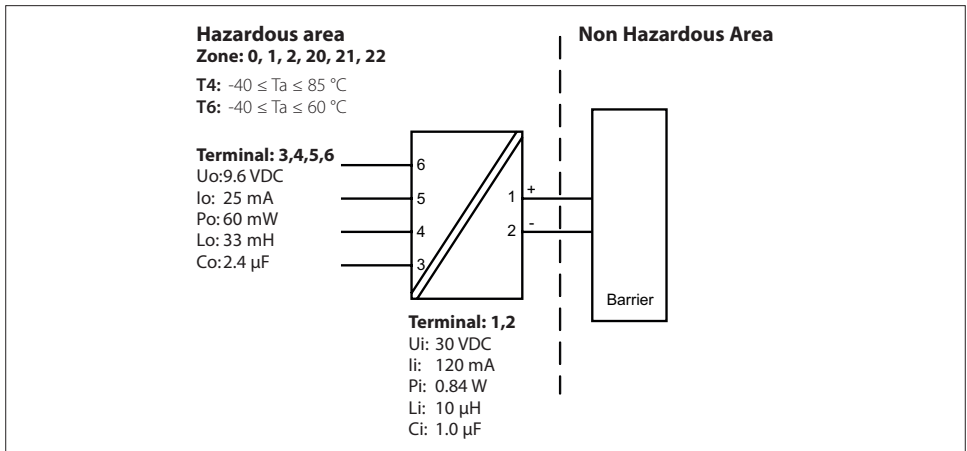 Hazardous area
Zone: 0, 1, 2, 20, 21, 22
T4: -40 ≤ Ta ≤ 85 °C
T6: -40 ≤ Ta ≤ 60 °C
Non Hazardous Area
Terminal: 3,4,5,6
Uo:9.6 VDC
Io: 25 mA
Po: 60 mW
Lo: 33 mH
Co:2.4 µF
6
5
4
3
1 +
2 -
Barrier
Terminal: 1,2
Ui: 30 VDC
Ii: 120 mA
Pi: 0.84 W
Li: 10 µH
Ci: 1.0 µF